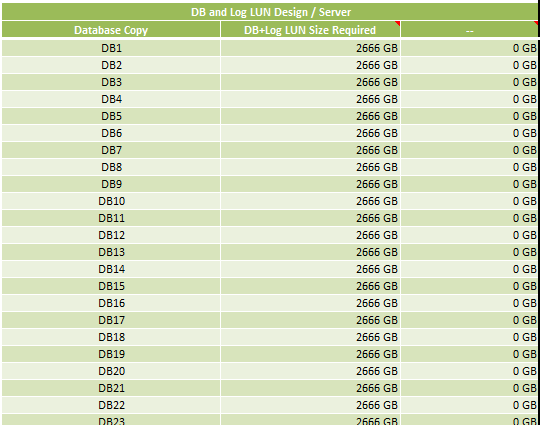 DB and Log LUN Design / Server
Database Copy DB+Log LUN Size Required --
DB1 2666 GB 0 GB
DB2 2666 GB 0 GB
DB3 2666 GB 0 GB
DB4 2666 GB 0 GB
DB5 2666 GB 0 GB
DB6 2666 GB 0 GB
DB7 2666 GB 0 GB
DB8 2666 GB 0 GB
DB9 2666 GB 0 GB
DB10 2666 GB 0 GB
DB11 2666 GB 0 GB
DB12 2666 GB 0 GB
DB13 2666 GB 0 GB
DB14 2666 GB 0 GB
DB15 2666 GB 0 GB
DB16 2666 GB 0 GB
DB17 2666 GB 0 GB
DB18 2666 GB 0 GB
DB19 2666 GB 0 GB
DB20 2666 GB 0 GB
DB21 2666 GB 0 GB
DB22 2666 GB 0 GB
DB23 2666 GB 0 GB